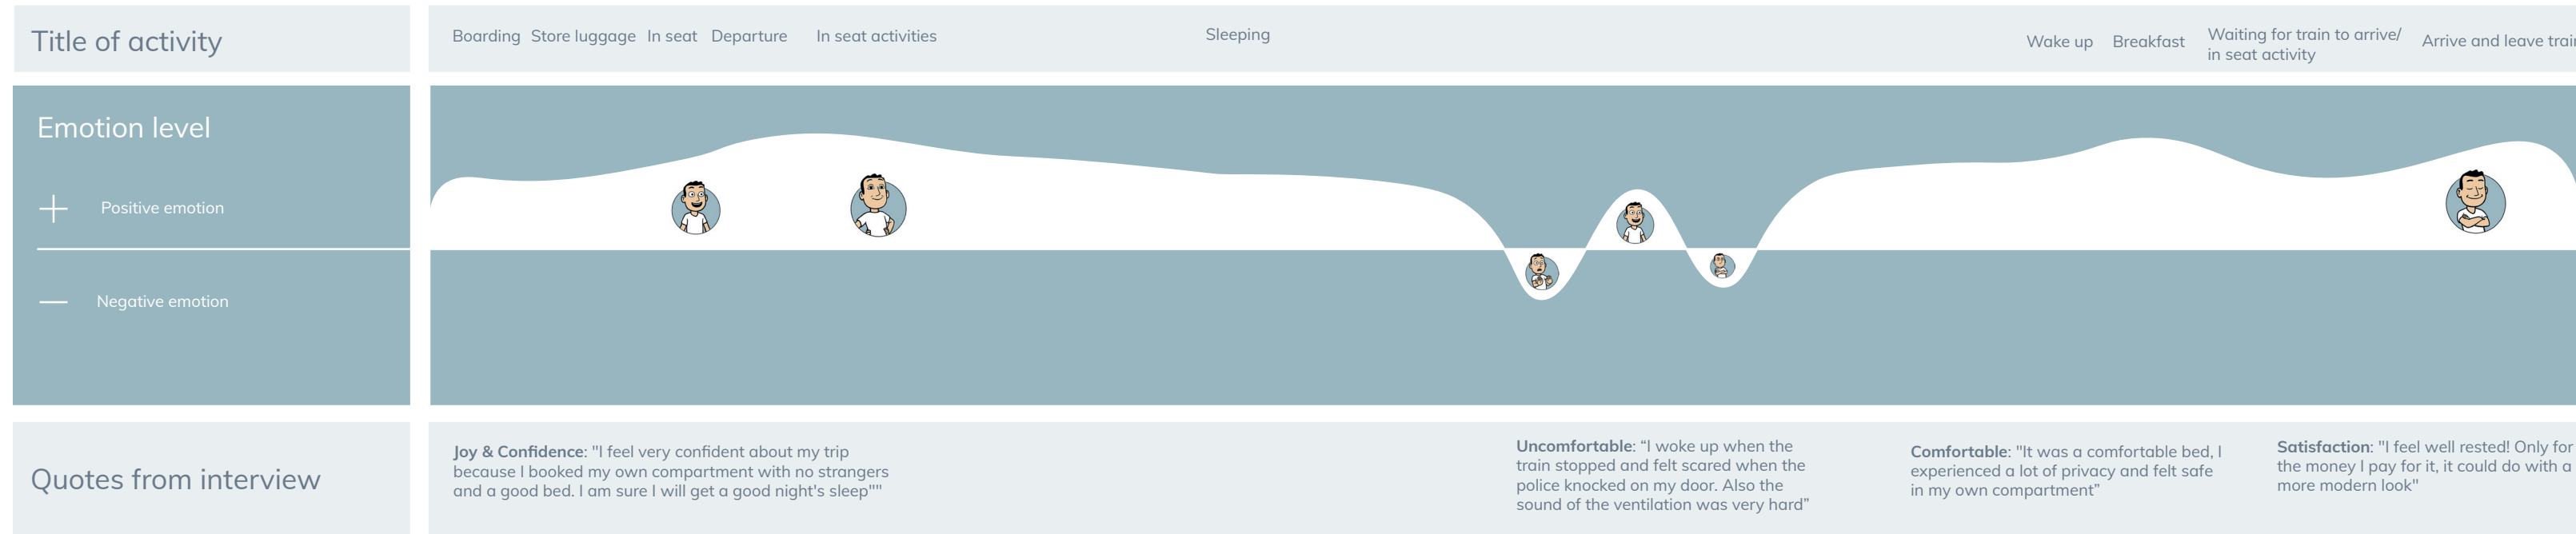 Title of activity
Boarding Store luggage In seat Departure In seat activities Sleeping Wake up Breakfast Waiting for train to arrive/
in seat activity
Arrive and leave train
Emotion level
Positive emotion
Negative emotion
Quotes from interview
Joy & Confidence: "I feel very confident about my trip
because I booked my own compartment with no strangers
and a good bed. I am sure I will get a good night's sleep""
Uncomfortable: “I woke up when the
train stopped and felt scared when the
police knocked on my door. Also the
sound of the ventilation was very hard”
Comfortable: "It was a comfortable bed, I
experienced a lot of privacy and felt safe
in my own compartment”
Satisfaction: "I feel well rested! Only for
the money I pay for it, it could do with a
more modern look"